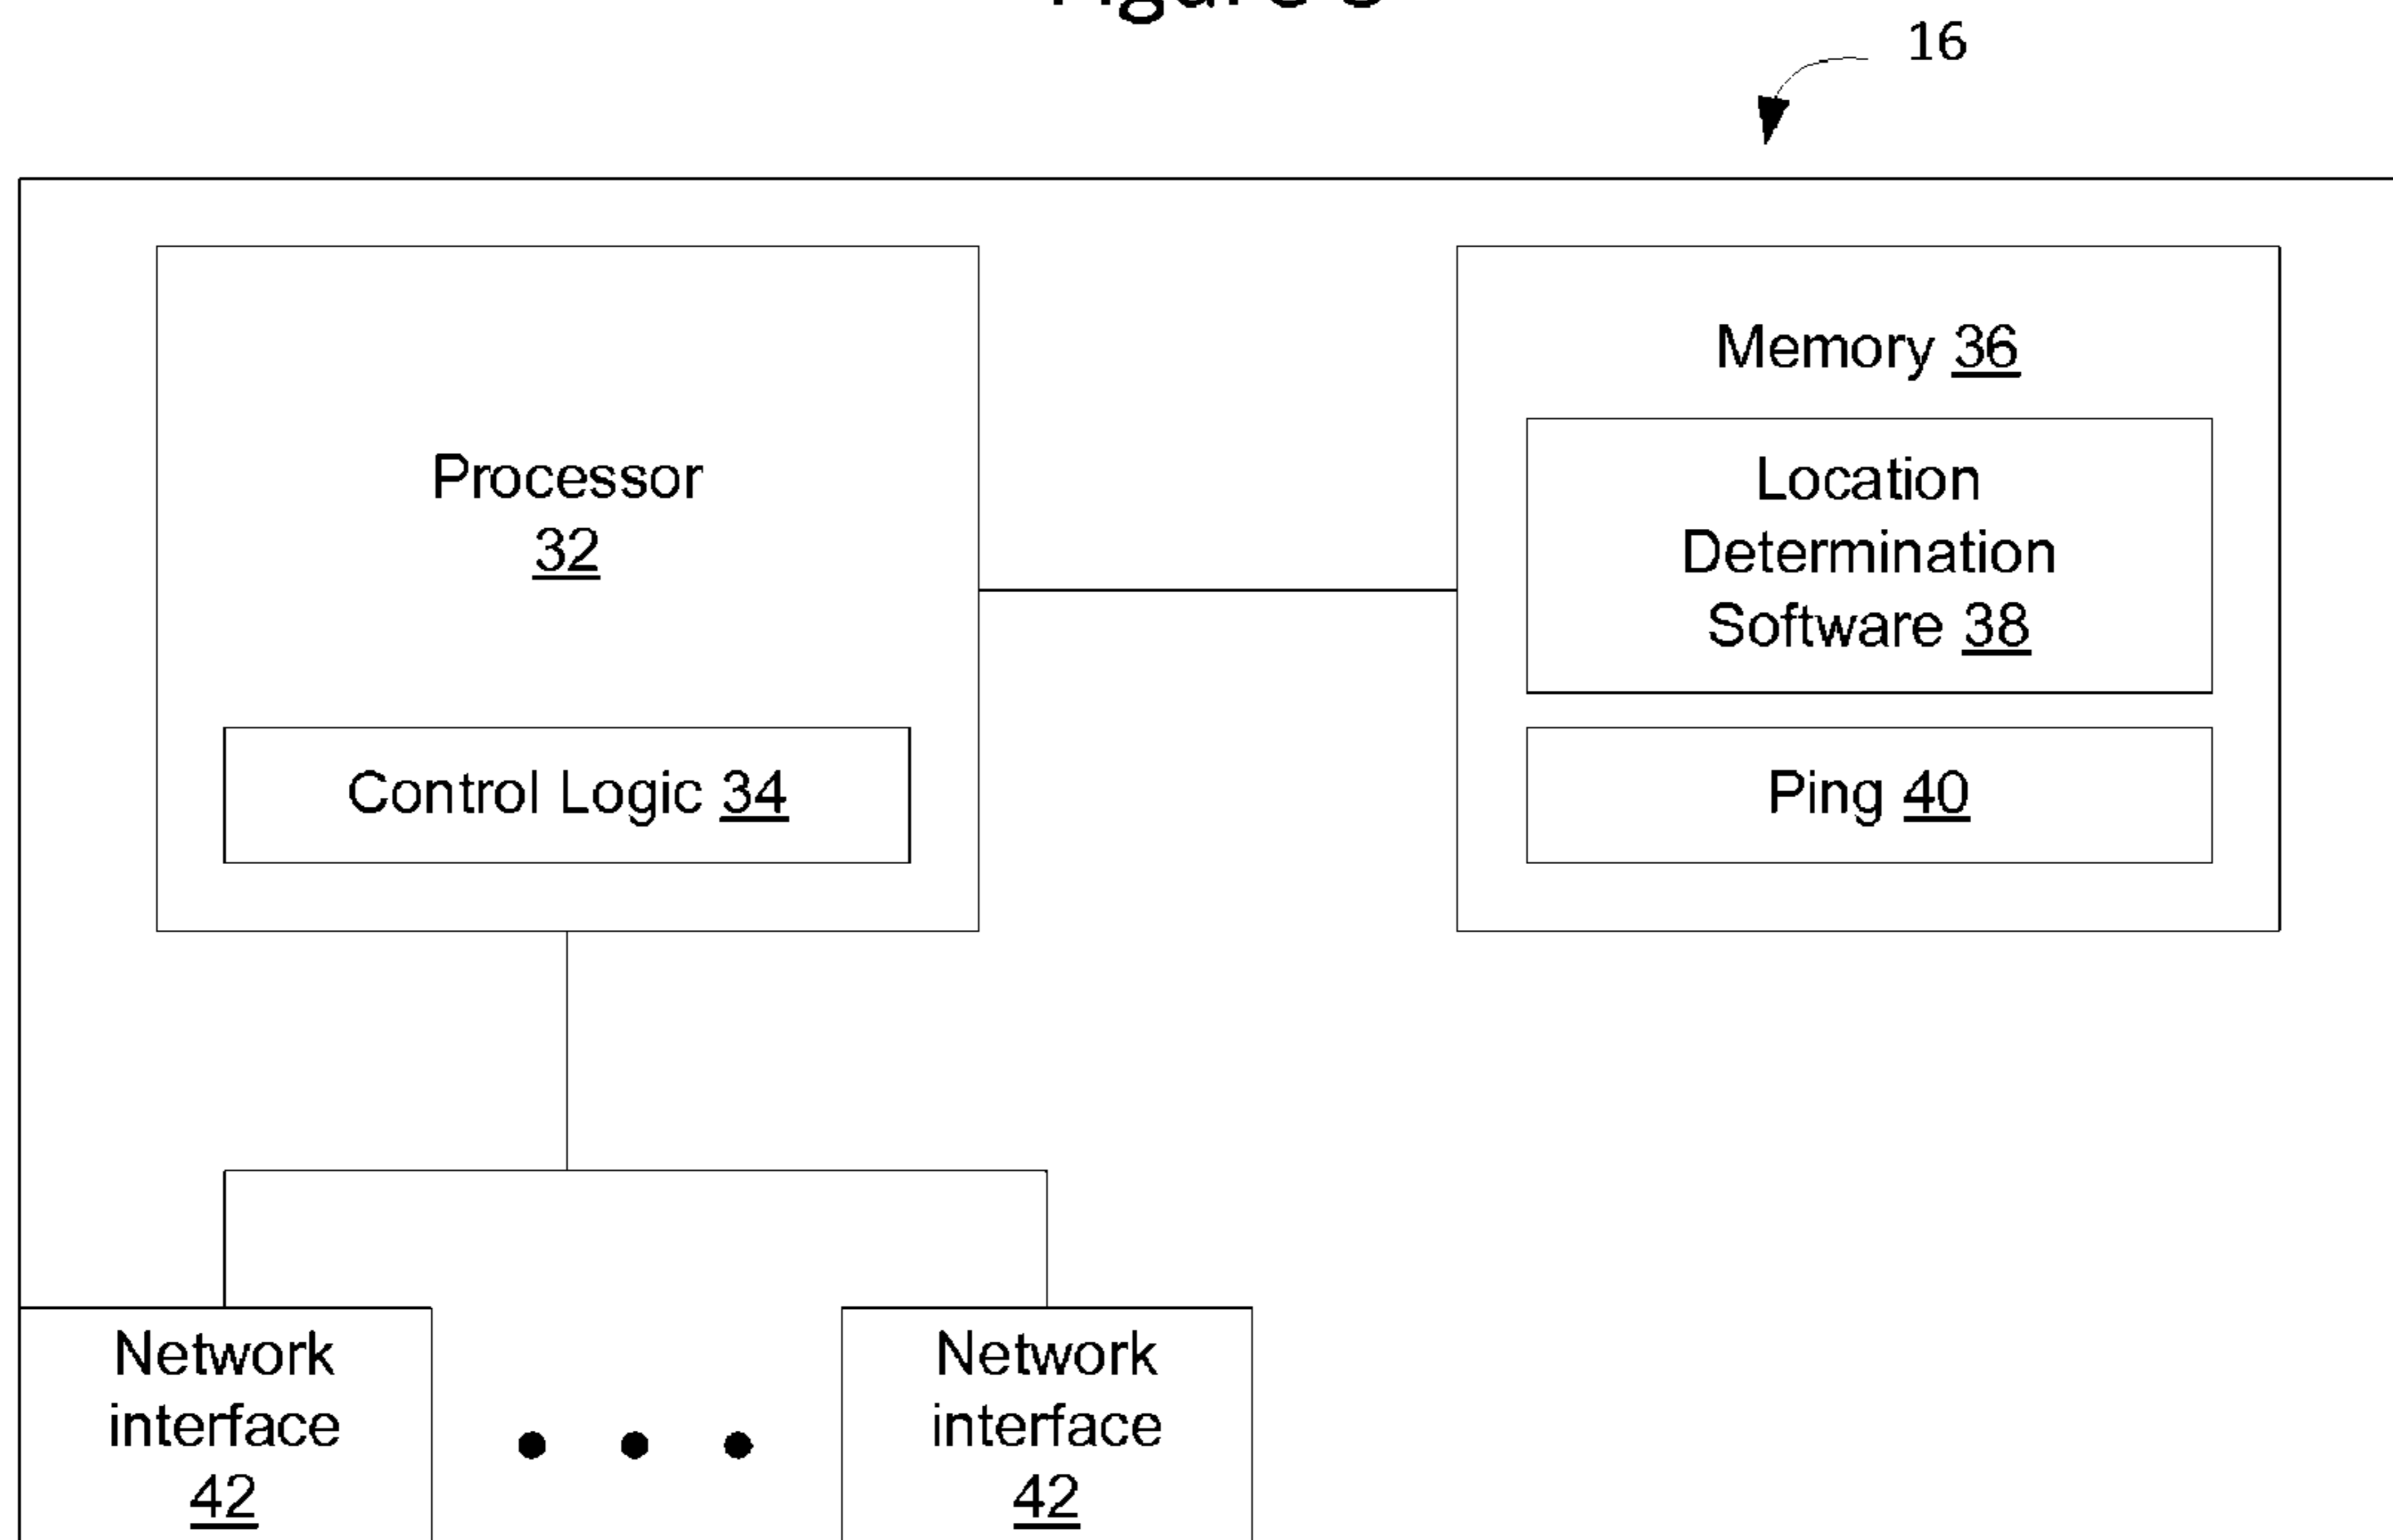 16
Processor
32
Control Logic 34
Memory 36
Location
Determination
Software 38
Ping 40
Network
interface
42
Network
interface
42